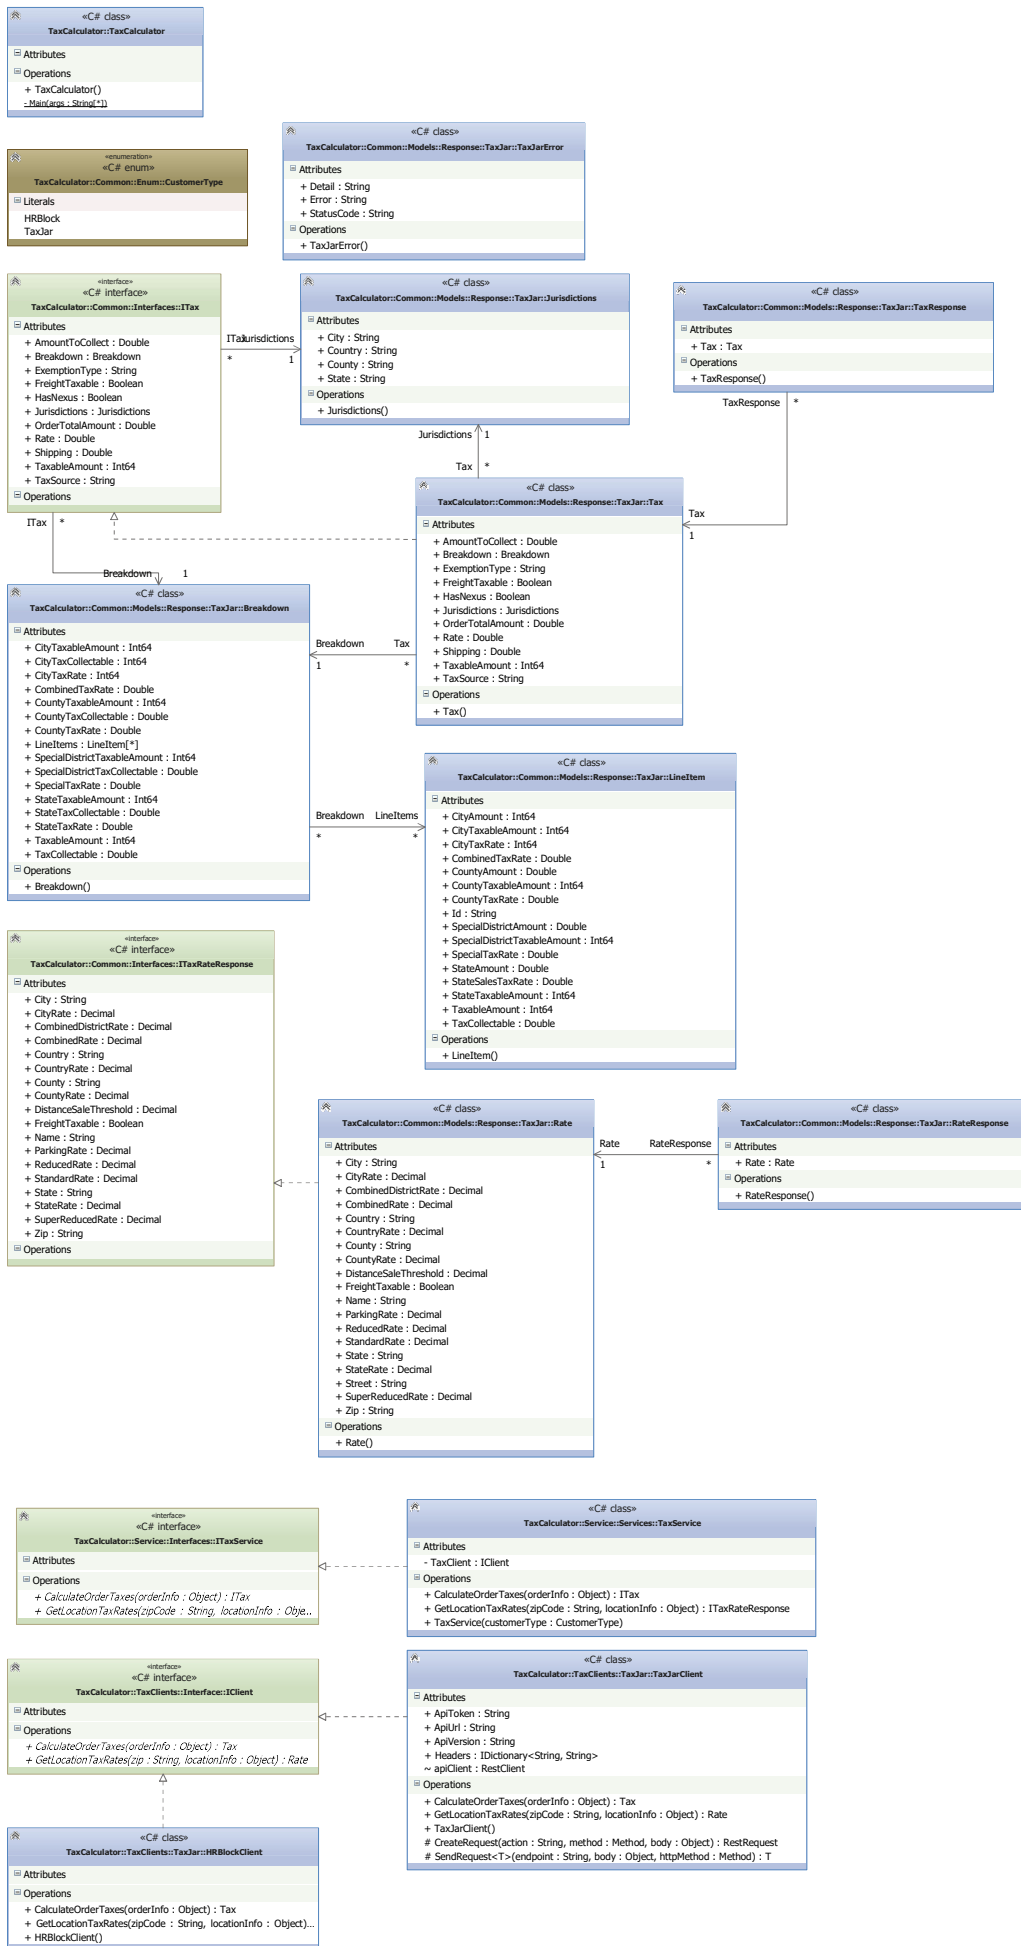 «C# class»
TaxCalculator::TaxCalculator
Attributes
Operations
+ TaxCalculator()
- Main(args : String[*])
«C# class»
TaxCalculator::Common::Models::Response::TaxJar::TaxJarError
Attributes
+ Detail : String
+ Error : String
+ StatusCode : String
Operations
+ TaxJarError()
«enumeration»
«C# enum»
TaxCalculator::Common::Enum::CustomerType
Literals
HRBlock
TaxJar
«interface»
«C# interface»
TaxCalculator::Common::Interfaces::ITax
Attributes
+ AmountToCollect : Double
+ Breakdown : Breakdown
+ ExemptionType : String
+ FreightTaxable : Boolean
+ HasNexus : Boolean
+ Jurisdictions : Jurisdictions
+ OrderTotalAmount : Double
+ Rate : Double
+ Shipping : Double
+ TaxableAmount : Int64
+ TaxSource : String
Operations
ITax
Jurisdictions
* 1
«C# class»
TaxCalculator::Common::Models::Response::TaxJar::Jurisdictions
Attributes
+ City : String
+ Country : String
+ County : String
+ State : String
Operations
+ Jurisdictions()
«C# class»
TaxCalculator::Common::Models::Response::TaxJar::TaxResponse
Attributes
+ Tax : Tax
Operations
+ TaxResponse()
TaxResponse *
Jurisdictions 1
Tax *
«C# class»
TaxCalculator::Common::Models::Response::TaxJar::Tax
Attributes
+ AmountToCollect : Double
+ Breakdown : Breakdown
+ ExemptionType : String
+ FreightTaxable : Boolean
+ HasNexus : Boolean
+ Jurisdictions : Jurisdictions
+ OrderTotalAmount : Double
+ Rate : Double
+ Shipping : Double
+ TaxableAmount : Int64
+ TaxSource : String
Operations
+ Tax()
Tax
1
ITax *
Breakdown 1
«C# class»
TaxCalculator::Common::Models::Response::TaxJar::Breakdown
Attributes
+ CityTaxableAmount : Int64
+ CityTaxCollectable : Int64
+ CityTaxRate : Int64
+ CombinedTaxRate : Double
+ CountyTaxableAmount : Int64
+ CountyTaxCollectable : Double
+ CountyTaxRate : Double
+ LineItems : LineItem[*]
+ SpecialDistrictTaxableAmount : Int64
+ SpecialDistrictTaxCollectable : Double
+ SpecialTaxRate : Double
+ StateTaxableAmount : Int64
+ StateTaxCollectable : Double
+ StateTaxRate : Double
+ TaxableAmount : Int64
+ TaxCollectable : Double
Operations
+ Breakdown()
Breakdown Tax
1 *
Breakdown LineItems
* *
«C# class»
TaxCalculator::Common::Models::Response::TaxJar::LineItem
Attributes
+ CityAmount : Int64
+ CityTaxableAmount : Int64
+ CityTaxRate : Int64
+ CombinedTaxRate : Double
+ CountyAmount : Double
+ CountyTaxableAmount : Int64
+ CountyTaxRate : Double
+ Id : String
+ SpecialDistrictAmount : Double
+ SpecialDistrictTaxableAmount : Int64
+ SpecialTaxRate : Double
+ StateAmount : Double
+ StateSalesTaxRate : Double
+ StateTaxableAmount : Int64
+ TaxableAmount : Int64
+ TaxCollectable : Double
Operations
+ LineItem()
«interface»
«C# interface»
TaxCalculator::Common::Interfaces::ITaxRateResponse
Attributes
+ City : String
+ CityRate : Decimal
+ CombinedDistrictRate : Decimal
+ CombinedRate : Decimal
+ Country : String
+ CountryRate : Decimal
+ County : String
+ CountyRate : Decimal
+ DistanceSaleThreshold : Decimal
+ FreightTaxable : Boolean
+ Name : String
+ ParkingRate : Decimal
+ ReducedRate : Decimal
+ StandardRate : Decimal
+ State : String
+ StateRate : Decimal
+ SuperReducedRate : Decimal
+ Zip : String
Operations
«C# class»
TaxCalculator::Common::Models::Response::TaxJar::Rate
Attributes
+ City : String
+ CityRate : Decimal
+ CombinedDistrictRate : Decimal
+ CombinedRate : Decimal
+ Country : String
+ CountryRate : Decimal
+ County : String
+ CountyRate : Decimal
+ DistanceSaleThreshold : Decimal
+ FreightTaxable : Boolean
+ Name : String
+ ParkingRate : Decimal
+ ReducedRate : Decimal
+ StandardRate : Decimal
+ State : String
+ StateRate : Decimal
+ Street : String
+ SuperReducedRate : Decimal
+ Zip : String
Operations
+ Rate()
Rate RateResponse
1 *
«C# class»
TaxCalculator::Common::Models::Response::TaxJar::RateResponse
Attributes
+ Rate : Rate
Operations
+ RateResponse()
«interface»
«C# interface»
TaxCalculator::Service::Interfaces::ITaxService
Attributes
Operations
+ CalculateOrderTaxes(orderInfo : Object) : ITax
+ GetLocationTaxRates(zipCode : String, locationInfo : Obje...
«C# class»
TaxCalculator::Service::Services::TaxService
Attributes
- TaxClient : IClient
Operations
+ CalculateOrderTaxes(orderInfo : Object) : ITax
+ GetLocationTaxRates(zipCode : String, locationInfo : Object) : ITaxRateResponse
+ TaxService(customerType : CustomerType)
«interface»
«C# interface»
TaxCalculator::TaxClients::Interface::IClient
Attributes
Operations
+ CalculateOrderTaxes(orderInfo : Object) : Tax
+ GetLocationTaxRates(zip : String, locationInfo : Object) : Rate
«C# class»
TaxCalculator::TaxClients::TaxJar::TaxJarClient
Attributes
+ ApiToken : String
+ ApiUrl : String
+ ApiVersion : String
+ Headers : IDictionary<String, String>
~ apiClient : RestClient
Operations
+ CalculateOrderTaxes(orderInfo : Object) : Tax
+ GetLocationTaxRates(zipCode : String, locationInfo : Object) : Rate
+ TaxJarClient()
# CreateRequest(action : String, method : Method, body : Object) : RestRequest
# SendRequest<T>(endpoint : String, body : Object, httpMethod : Method) : T
«C# class»
TaxCalculator::TaxClients::TaxJar::HRBlockClient
Attributes
Operations
+ CalculateOrderTaxes(orderInfo : Object) : Tax
+ GetLocationTaxRates(zipCode : String, locationInfo : Object)...
+ HRBlockClient()